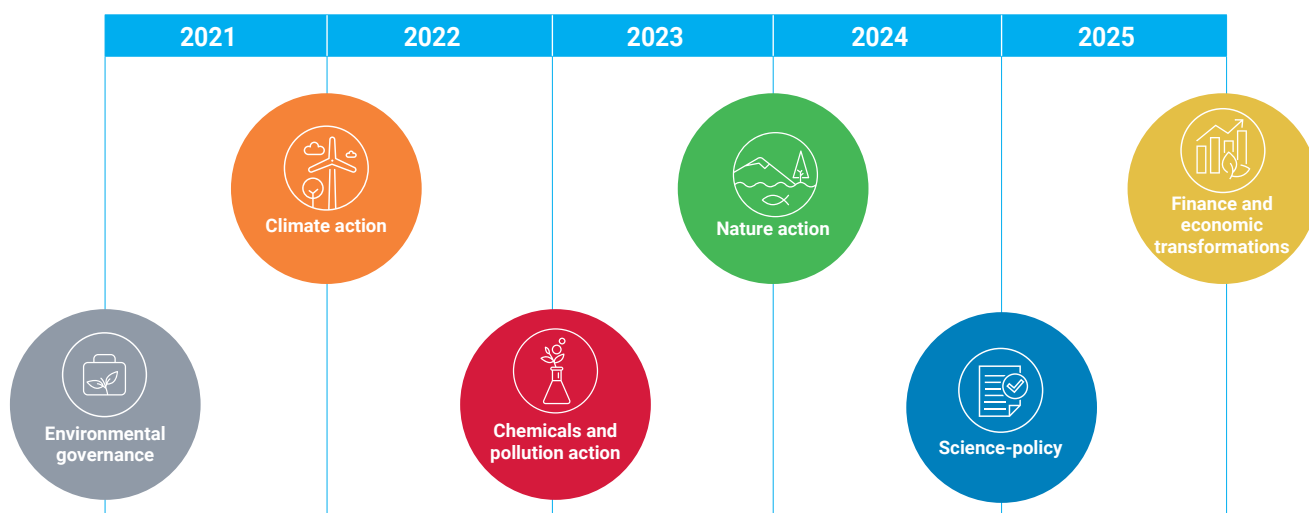 2021
2022
2023
2024
2025
Climate action
Nature action
Finance and
economic
transformations
Environmental
governance
Chemicals and
pollution action
Science-policy